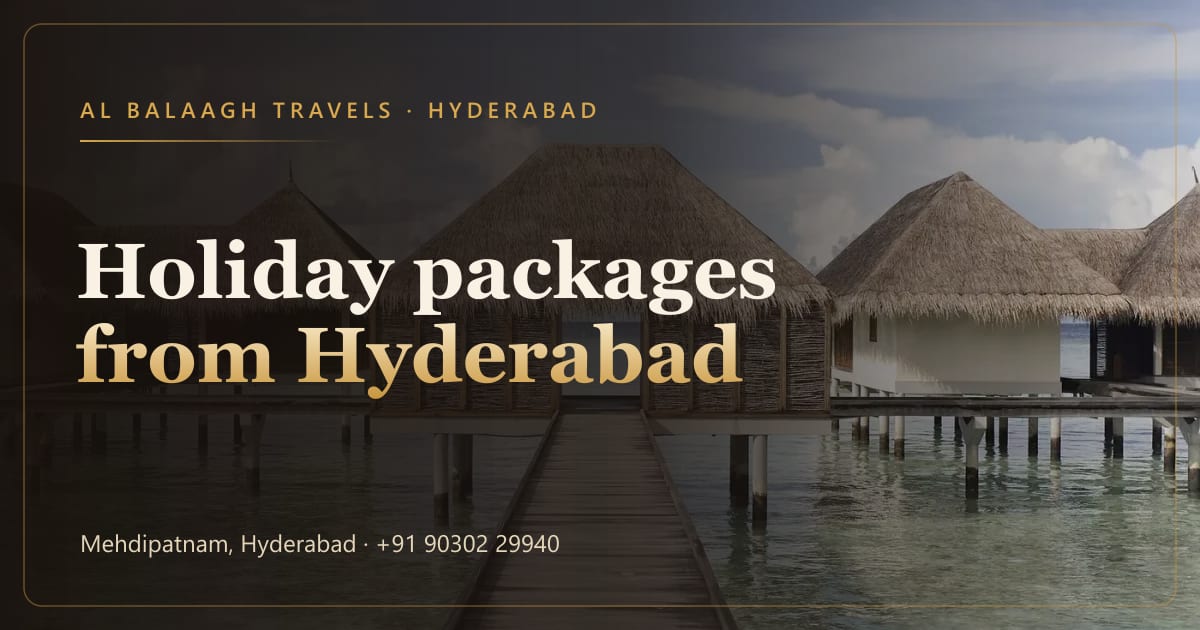 AL BALAAGH TRAVELS · HYDERABAD
Holiday packages
from Hyderabad
Mehdipatnam, Hyderabad · +91 90302 29940